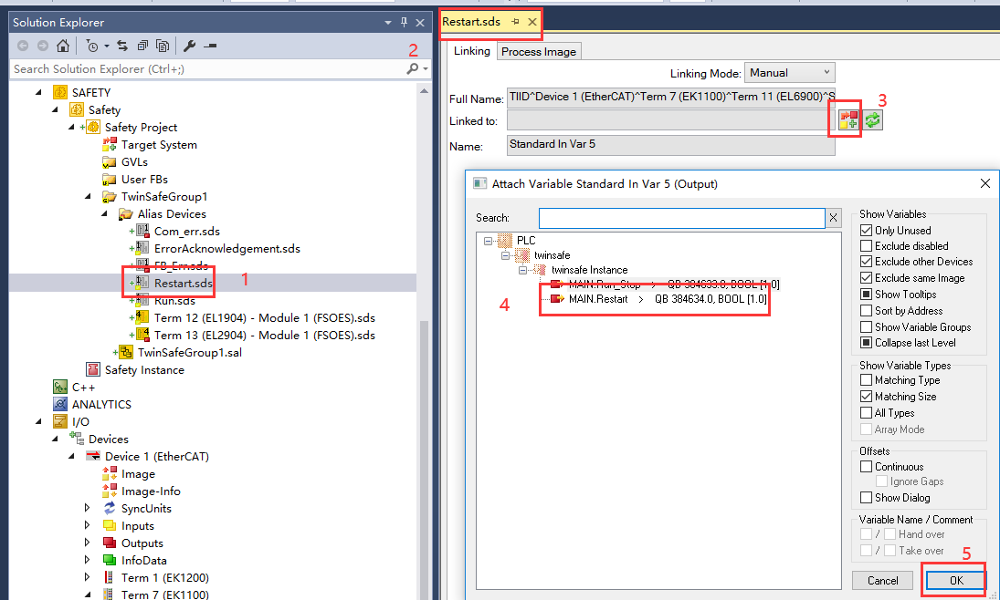 Solution Explorer
2
Search Solution Explorer (Ctrl+;)
SAFETY
Safety
Safety Project
Target System
GVLs
User FBs
TwinSafeGroup1
Alias Devices
Com_err.sds
ErrorAcknowledgement.sds
FB_Err.sds
Restart.sds
1
Run.sds
Term 12 (EL1904) - Module 1 (FSOES).sds
Term 13 (EL2904) - Module 1 (FSOES).sds
TwinSafeGroup1.sal
Safety Instance
C++
ANALYTICS
I/O
Devices
Device 1 (EtherCAT)
Image
Image-Info
SyncUnits
Inputs
Outputs
InfoData
Term 1 (EK1200)
Term 7 (EK1100)
Restart.sds
Linking
Process Image
Linking Mode:
Manual
Full Name:
TIID^Device 1 (EtherCAT)^Term 7 (EK1100)^Term 11 (EL6900)^S
3
Linked to:
Name:
Standard In Var 5
Attach Variable Standard In Var 5 (Output)
Search:
X
PLC
twinsafe
twinsafe Instance
MAIN.Run_Stop > QB 384633.0, BOOL [1.0]
4
MAIN.Restart > QB 384634.0, BOOL [1.0]
Show Variables
Only Unused
Exclude disabled
Exclude other Devices
Exclude same Image
Show Tooltips
Sort by Address
Show Variable Groups
Collapse last Level
Show Variable Types
Matching Type
Matching Size
All Types
Array Mode
Offsets
Continuous
Ignore Gaps
Show Dialog
Variable Name / Comment
/ Hand over
/ Take over
5
Cancel
OK